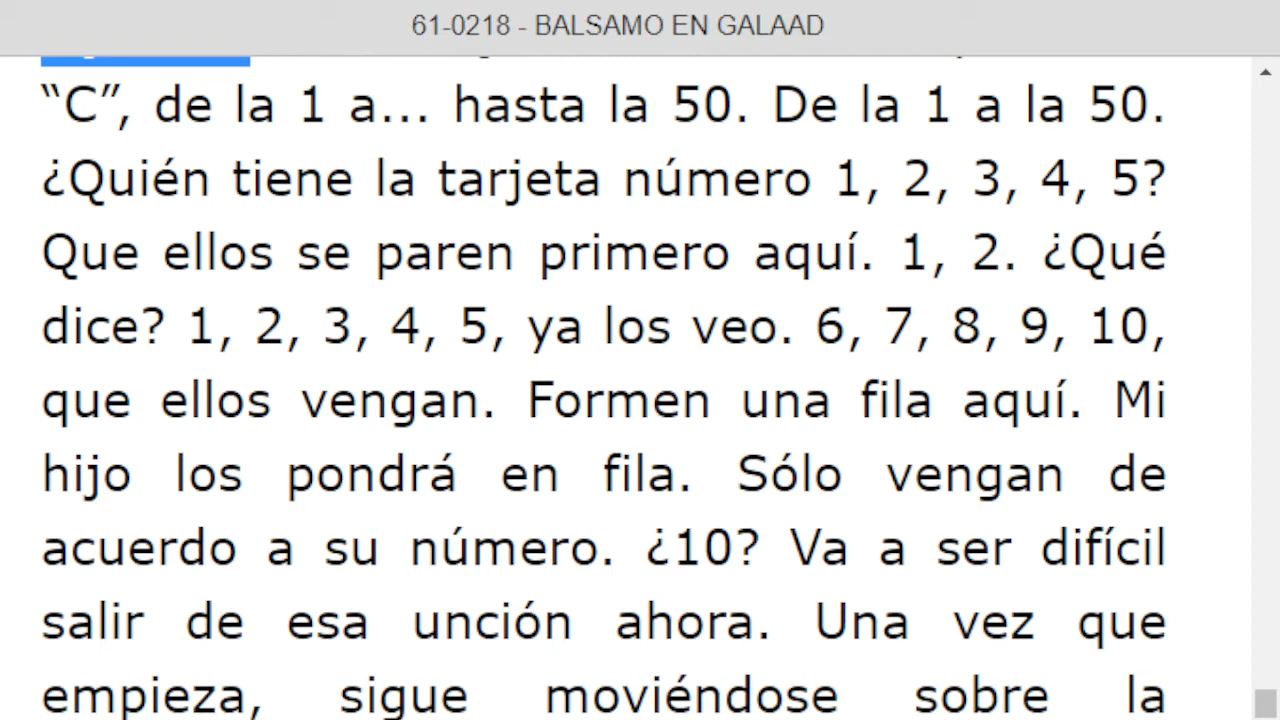 61-0218 - BALSAMO EN GALAAD
“C”, de la 1 a... hasta la 50. De la 1 a la 50.
¿Quién tiene la tarjeta número 1, 2, 3, 4, 5?
Que ellos se paren primero aquí. 1, 2. ¿Qué
dice? 1, 2, 3, 4, 5, ya los veo. 6, 7, 8, 9, 10,
que ellos vengan. Formen una fila aquí. Mi
hijo los pondrá en fila. Sólo vengan de
acuerdo a su número. ¿10? Va a ser difícil
salir de esa unción ahora. Una vez que
empieza, sigue moviéndose sobre la